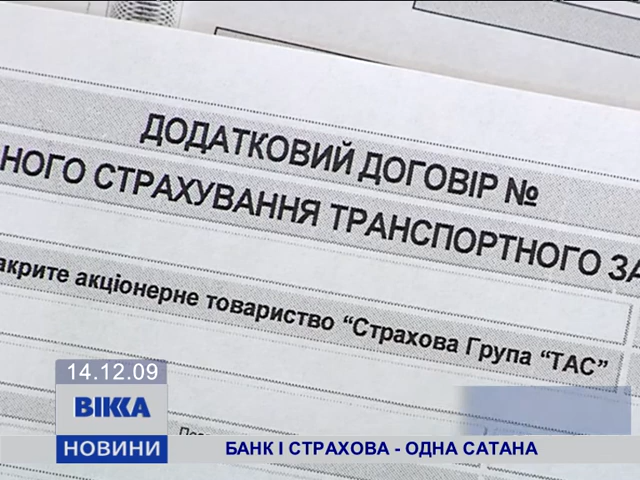 ДОДАТКОВИЙ ДОГОВІР №
НОГО СТРАХУВАННЯ ТРАНСПОРТНОГО ЗА
акрите акціонерне товариство “Страхова Група “ТАС”
14.12.09
ВІККА
НОВИНИ
БАНК І СТРАХОВА - ОДНА САТАНА